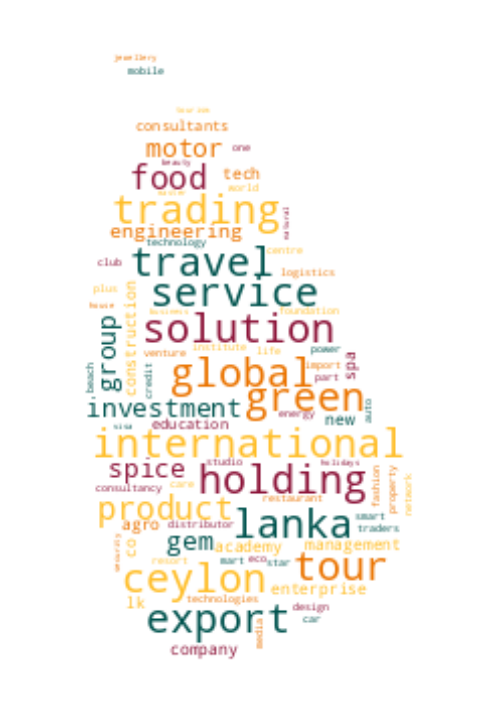 jewellery
mobile
tourism
consultants
motor one
beauty
food tech
world
trading
natural
engineering
technology
centre
club travel
logistics
plus service
house business foundation
construction
solution
group
venture institute life power
beach credit global import spa
part
green
investment energy auto
visa education new
international
spice studio holidays
consultancy care holding fashion property network
restaurant
product
agro distributor lanka smart
traders
co gem academy management
security resort mart eco star tour
ceylon enterprise
lk technologies
export design
car
company media